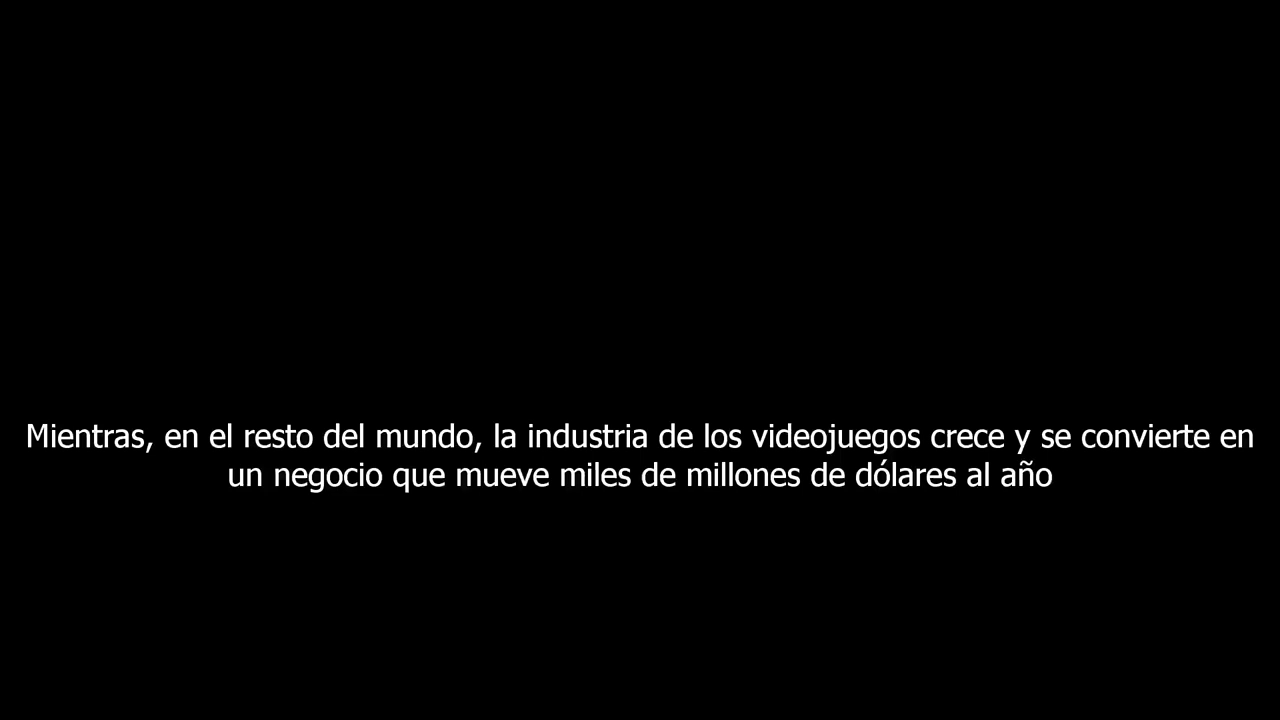 Mientras, en el resto del mundo, la industria de los videojuegos crece y se convierte en
un negocio que mueve miles de millones de dólares al año